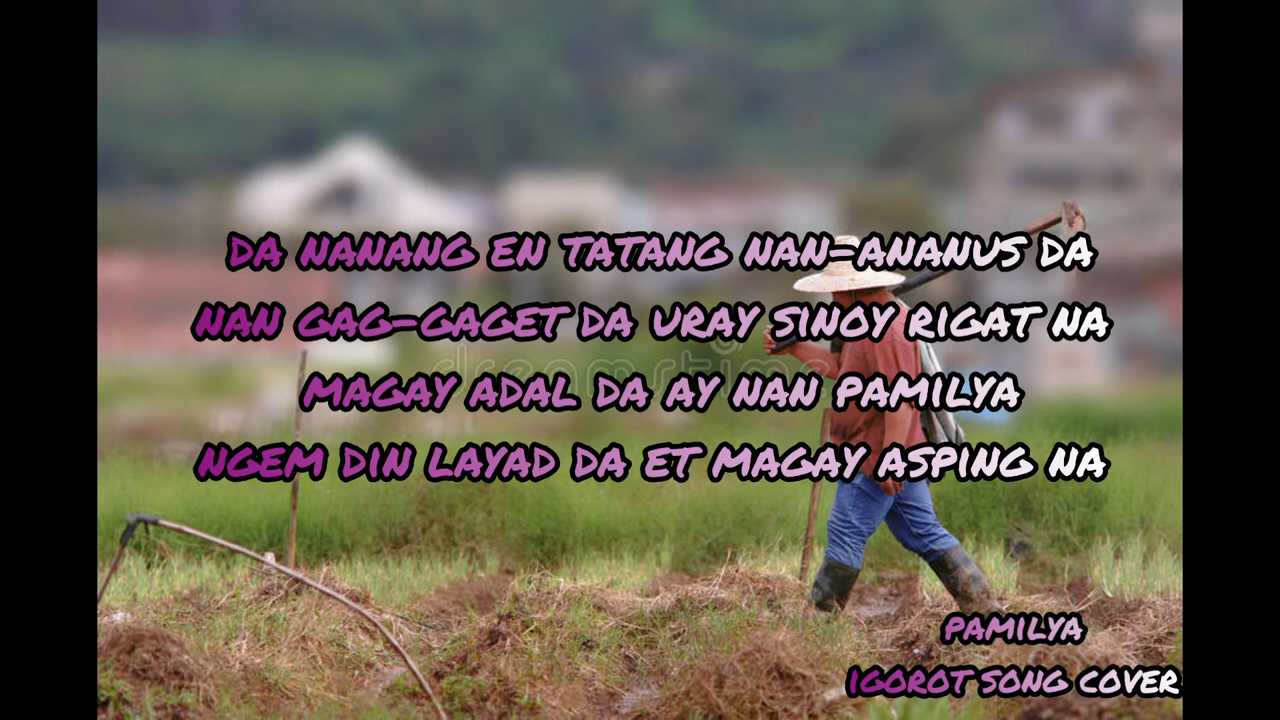 DA NANANG EN TATANG NAN-ANANUS DA
NAN GAG-GAGET DA URAY SINOY RIGAT NA
dreamstime
MAGAY ADAL DA AY NAN PAMILYA
NGEM DIN LAYAD DA ET MAGAY ASPING NA
PAMILYA
IGOROT SONG COVER